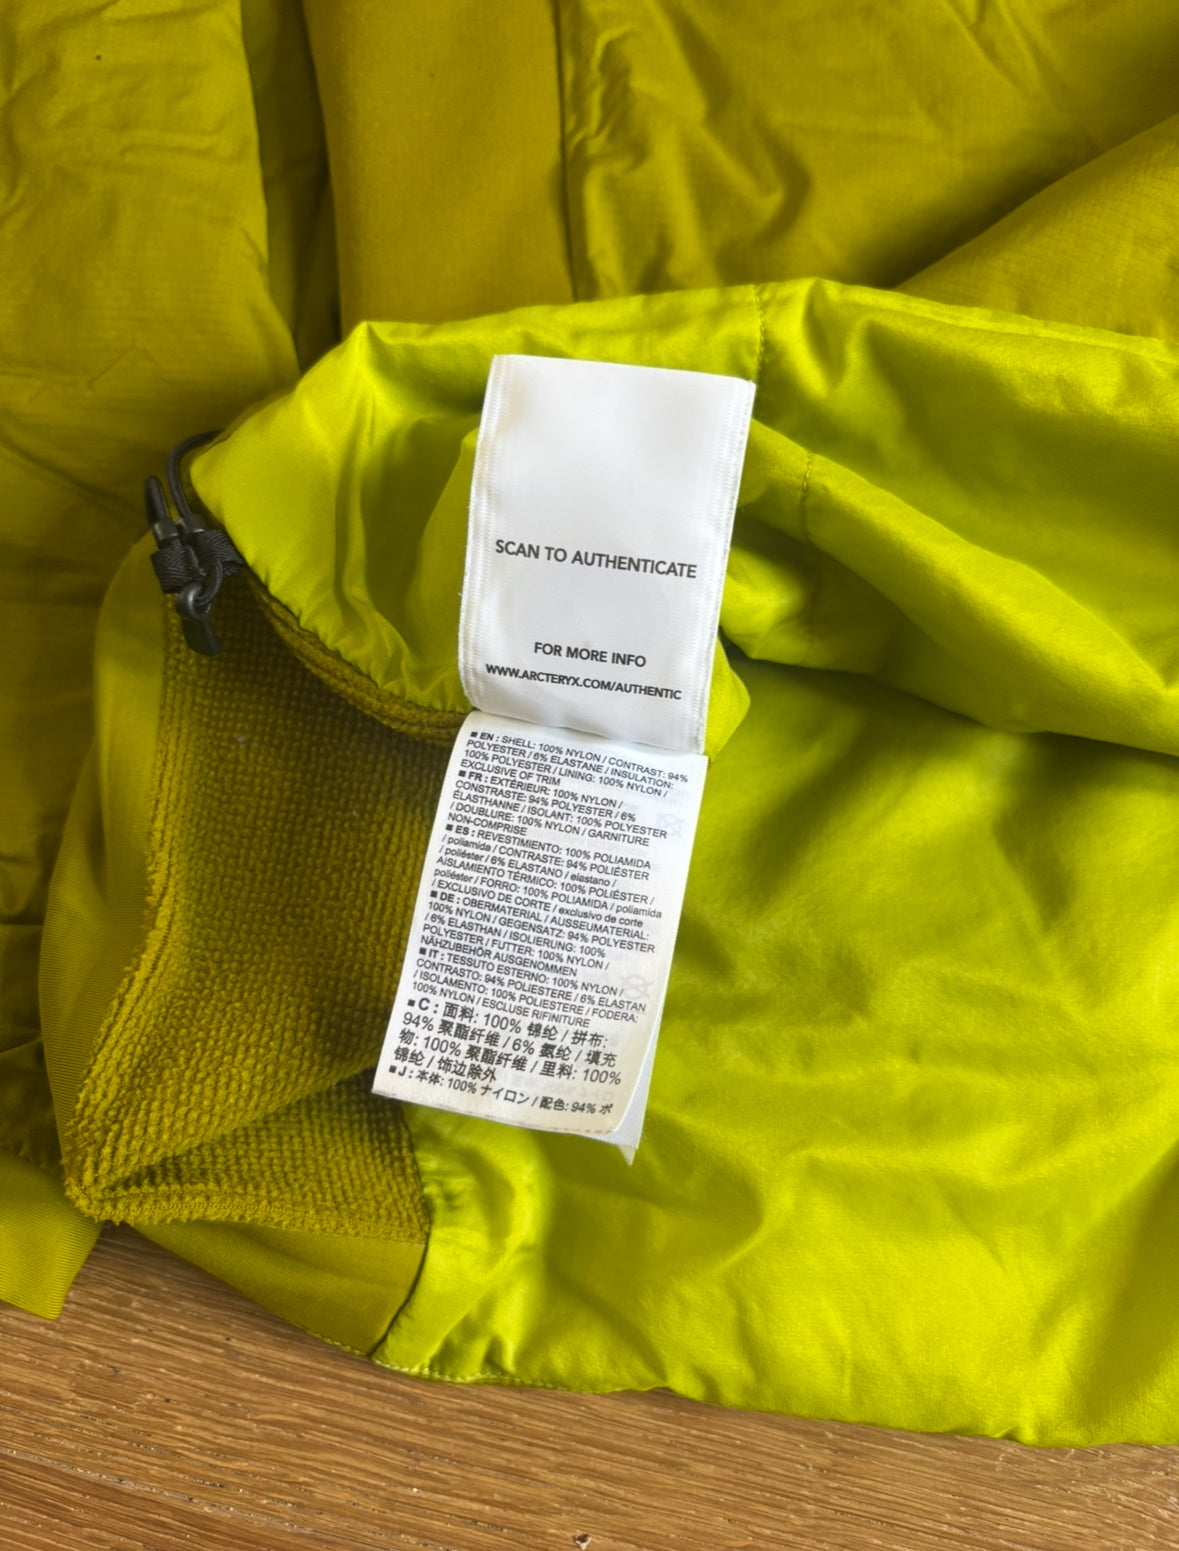 SCAN TO AUTHENTICATE
FOR MORE INFO
WWW.ARCTERYX.COM/AUTHENTIC
■ EN : SHELL: 100% NYLON / CONTRAST: 94%
POLYESTER / 6% ELASTANE / INSULATION:
100% POLYESTER / LINING: 100% NYLON /
EXCLUSIVE OF TRIM
■ FR : EXTÉRIEUR: 100% NYLON /
CONSTRASTE: 94% POLYESTER / 6%
ÉLASTHANNE / ISOLANT: 100% POLYESTER
/ DOUBLURE: 100% NYLON / GARNITURE
NON-COMPRISE
■ ES : REVESTIMIENTO: 100% POLIAMIDA
/ poliamida / CONTRASTE: 94% POLIÉSTER
/ poliéster / 6% ELASTANO / elastano /
AISLAMIENTO TÉRMICO: 100% POLIÉSTER /
poliéster / FORRO: 100% POLIAMIDA / poliamida
/ EXCLUSIVO DE CORTE / exclusivo de corte
■ DE : OBERMATERIAL / AUSSEUMATERIAL:
100% NYLON / GEGENSATZ: 94% POLYESTER
/ 6% ELASTHAN / ISOLIERUNG: 100%
POLYESTER / FUTTER: 100% NYLON /
NÄHZUBEHÖR AUSGENOMMEN
■ IT : TESSUTO ESTERNO: 100% NYLON /
CONTRASTO: 94% POLIESTERE / 6% ELASTAN
/ ISOLAMENTO: 100% POLIESTERE / FODERA:
100% NYLON / ESCLUSE RIFINITURE
■ C : 面料: 100% 锦纶 / 拼布:
94% 聚酯纤维 / 6% 氨纶 / 填充
物: 100% 聚酯纤维 / 里料: 100%
锦纶 / 饰边除外
■ J : 本体: 100% ナイロン / 配色: 94% ポ